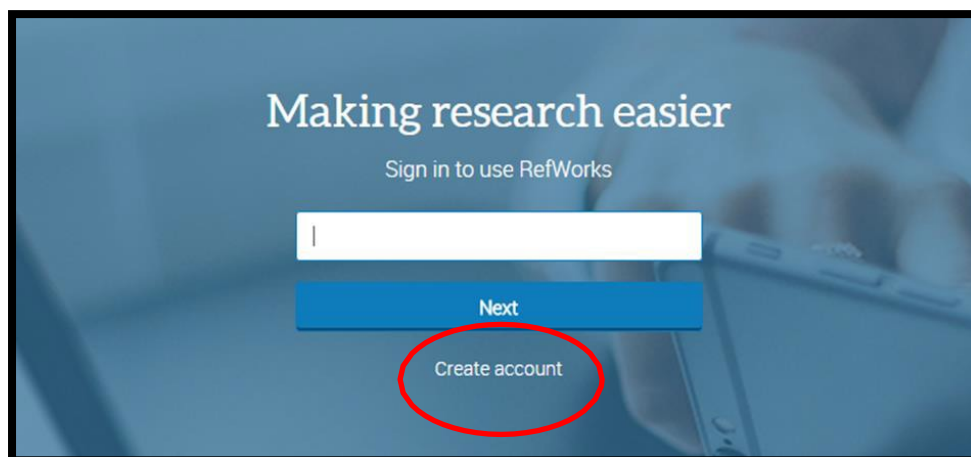 Making research easier
Sign in to use RefWorks
Next
Create account